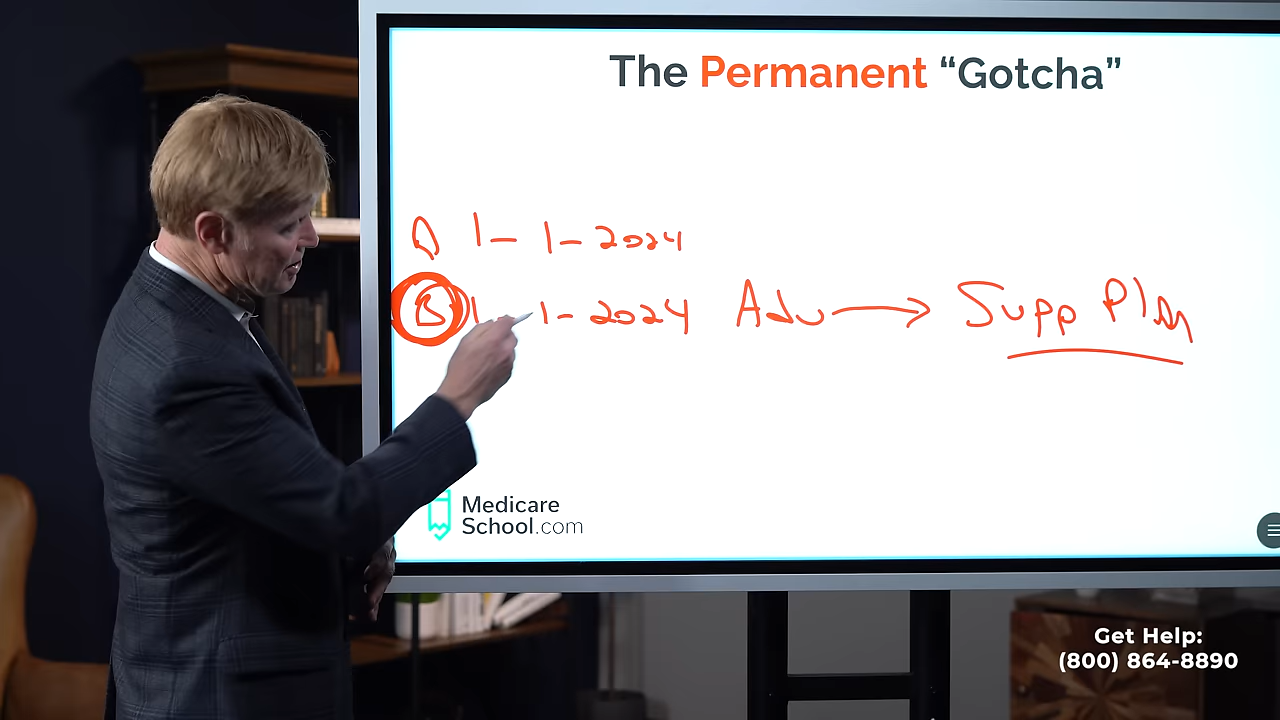 The Permanent “Gotcha”
A 1-1-2024
B 1-1-2024 Adv → Supp Plan
Medicare
School.com
Get Help:
(800) 864-8890